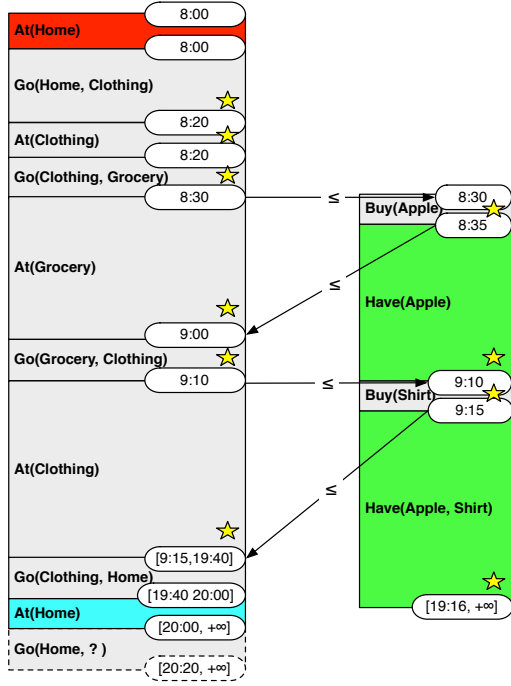 8:00
At(Home)
8:00
Go(Home, Clothing)
8:20
At(Clothing)
8:20
Go(Clothing, Grocery)
8:30
≤
8:30
Buy(Apple)
8:35
At(Grocery)
≤
Have(Apple)
9:00
Go(Grocery, Clothing)
9:10
≤
9:10
Buy(Shirt)
9:15
At(Clothing)
≤
Have(Apple, Shirt)
[9:15,19:40]
Go(Clothing, Home)
[19:40 20:00]
[19:16, +∞]
At(Home)
[20:00, +∞]
Go(Home, ? )
[20:20, +∞]